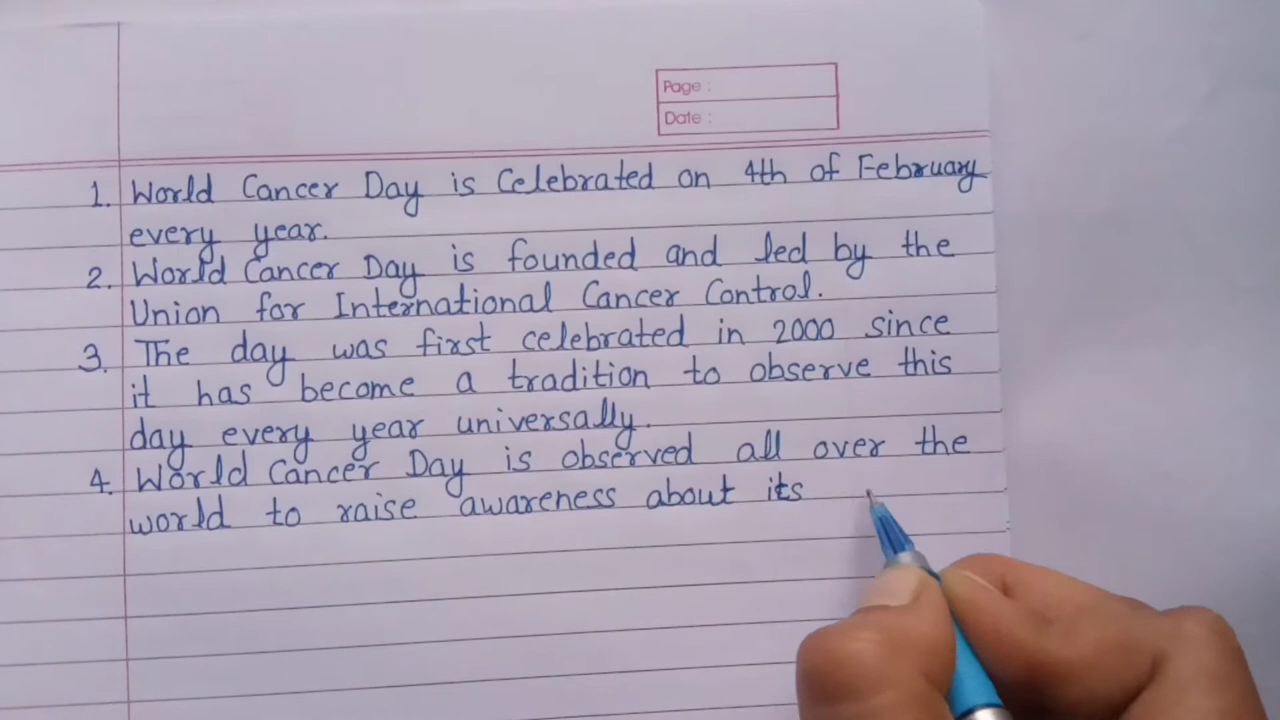 Page :
Date :
1. World Cancer Day is Celebrated on 4th of February
every year.
2. World Cancer Day is founded and led by the
Union for International Cancer Control.
3. The day was first celebrated in 2000 since
it has become a tradition to observe this
day every year universally.
4. World Cancer Day is observed all over the
world to raise awareness about its